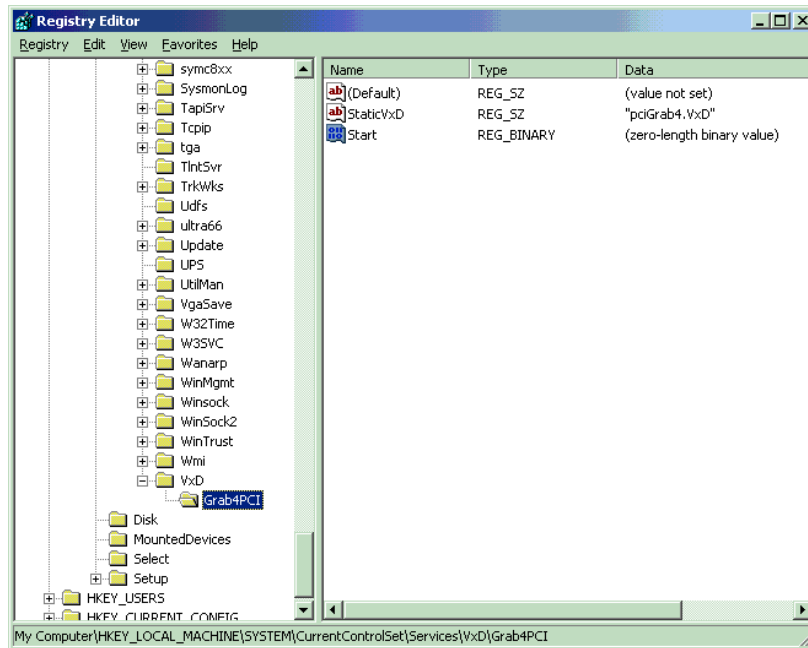 Registry Editor
Registry Edit View Favorites Help
symc8xx
SysmonLog
TapiSrv
Tcpip
tga
TlntSvr
TrkWks
Udfs
ultra66
Update
UPS
UtilMan
VgaSave
W32Time
W3SVC
Wanarp
WinMgmt
Winsock
WinSock2
WinTrust
Wmi
VxD
Grab4PCI
Disk
MountedDevices
Select
Setup
HKEY_USERS
HKEY_CURRENT_CONFIG
Name Type Data
(Default) REG_SZ (value not set)
StaticVxD REG_SZ "pciGrab4.VxD"
Start REG_BINARY (zero-length binary value)
My Computer\HKEY_LOCAL_MACHINE\SYSTEM\CurrentControlSet\Services\VxD\Grab4PCI